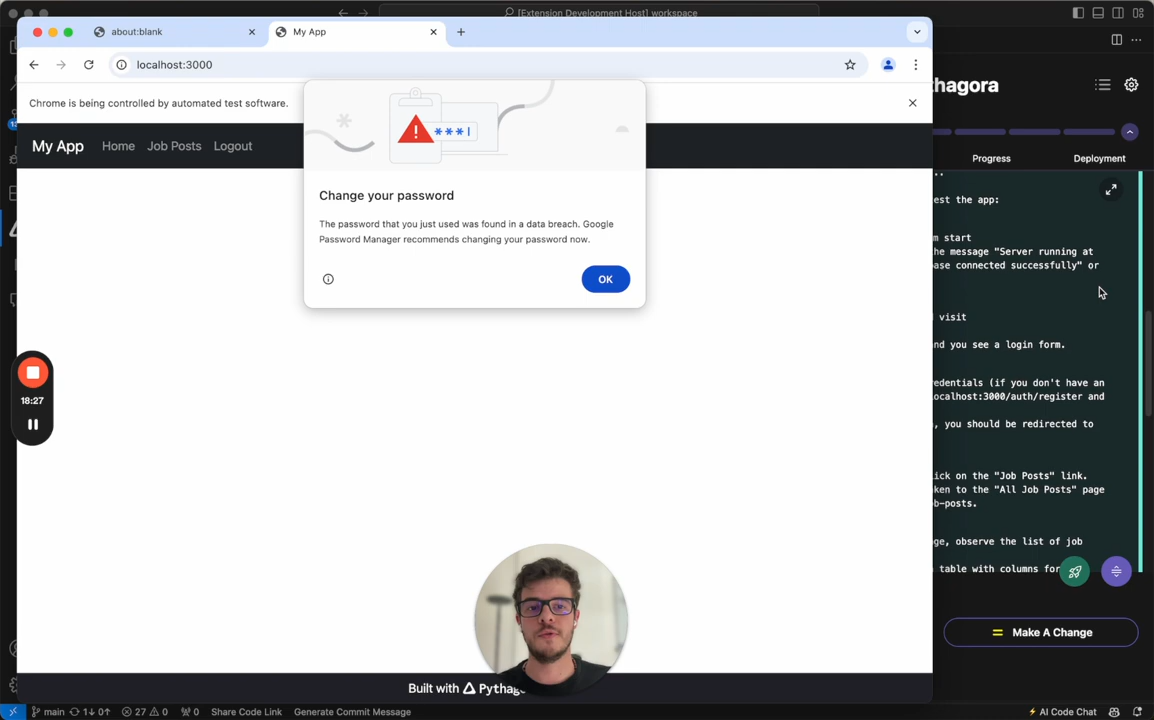 [Extension Development Host] workspace
about:blank
My App
localhost:3000
Chrome is being controlled by automated test software.
My App
Home
Job Posts
Logout
***|
Change your password
The password that you just used was found in a data breach. Google
Password Manager recommends changing your password now.
OK
thagora
Progress
Deployment
est the app:
m start
he message "Server running at
ase connected successfully" or
visit
nd you see a login form.
edentials (if you don't have an
ocalhost:3000/auth/register and
, you should be redirected to
ick on the "Job Posts" link.
ken to the "All Job Posts" page
b-posts.
ge, observe the list of job
table with columns for
Make A Change
18:27
Built with Pythago
main
1↓ 0↑
27
0
0
Share Code Link
Generate Commit Message
AI Code Chat